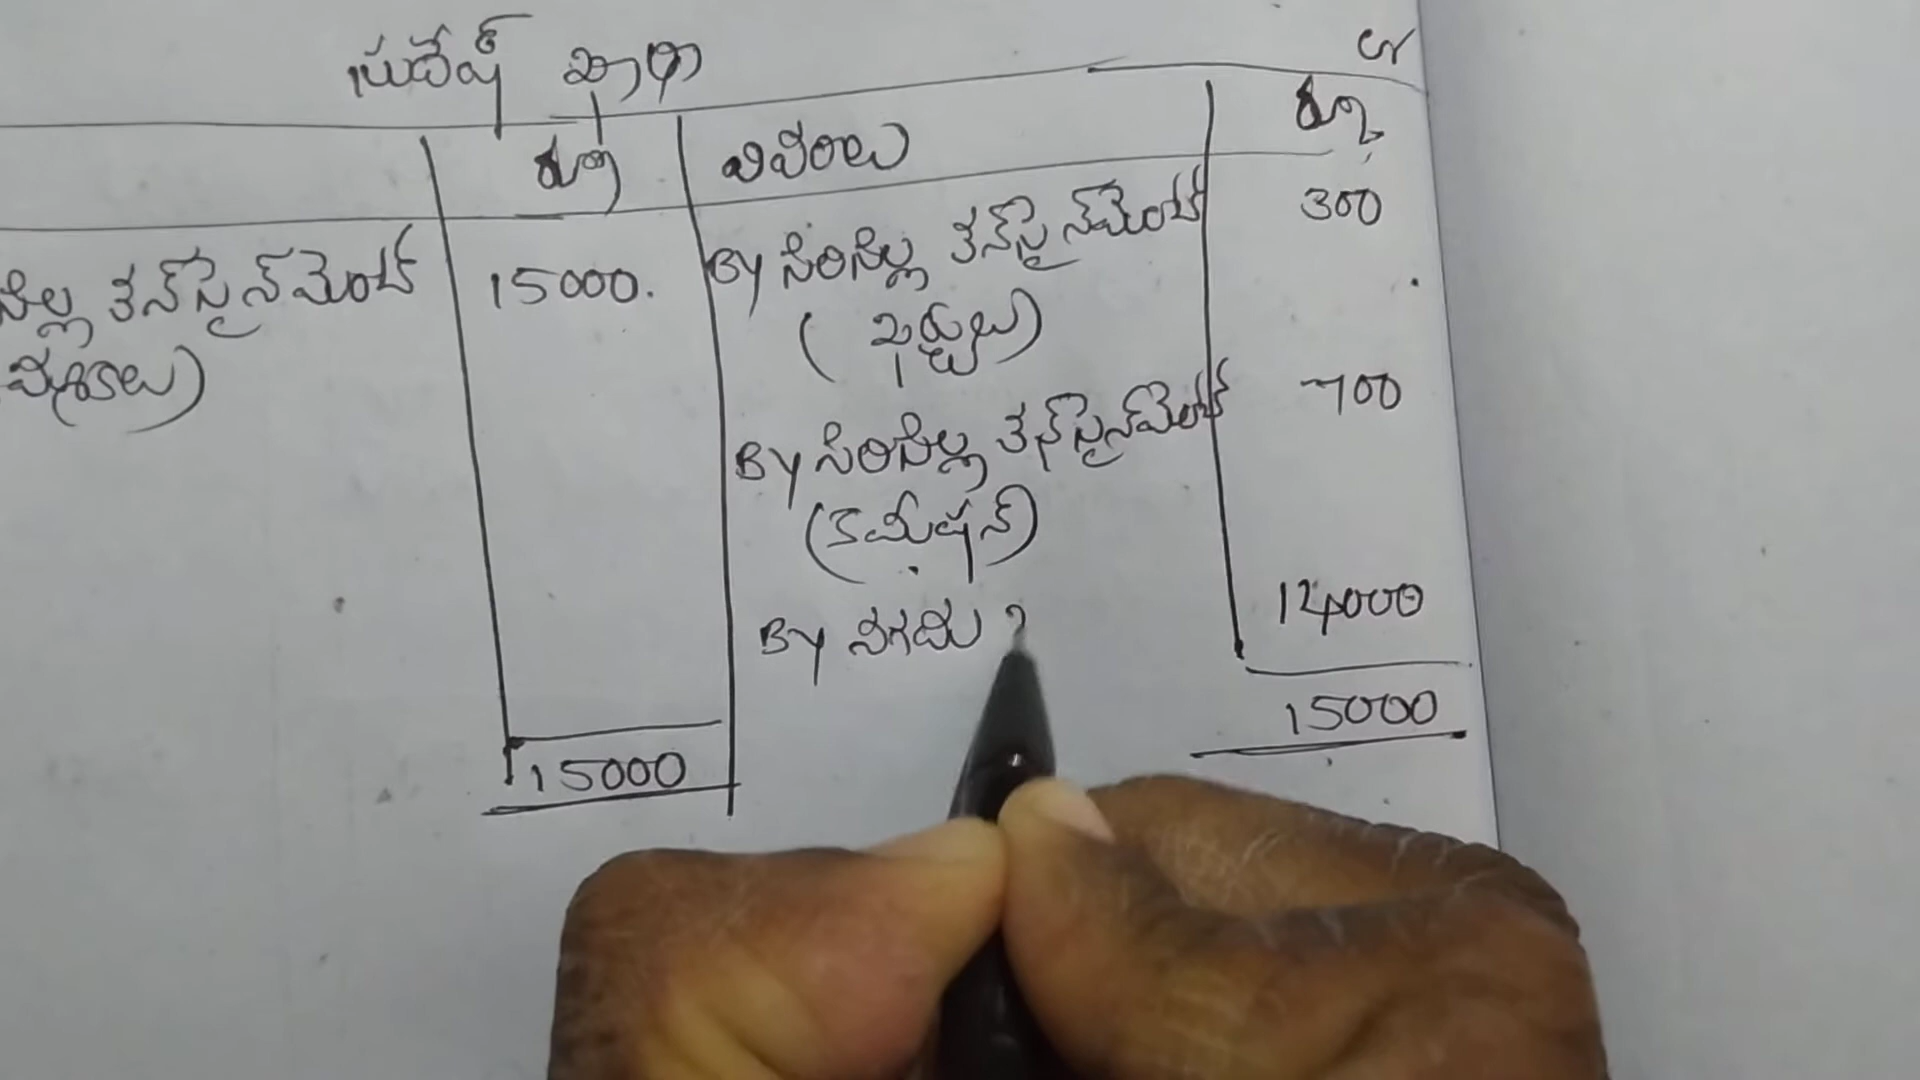 సురేష్ ఖాతా
Cr
రూ
వివరాలు
రూ
సిల్ల కన్‌సైన్‌మెంట్
15000.
By సిరిసిల్ల కన్‌సైన్‌మెంట్
300
(ఖర్చులు)
By సిరిసిల్ల కన్‌సైన్‌మెంట్
700
(కమీషన్)
By నగదు
14000
15000
15000